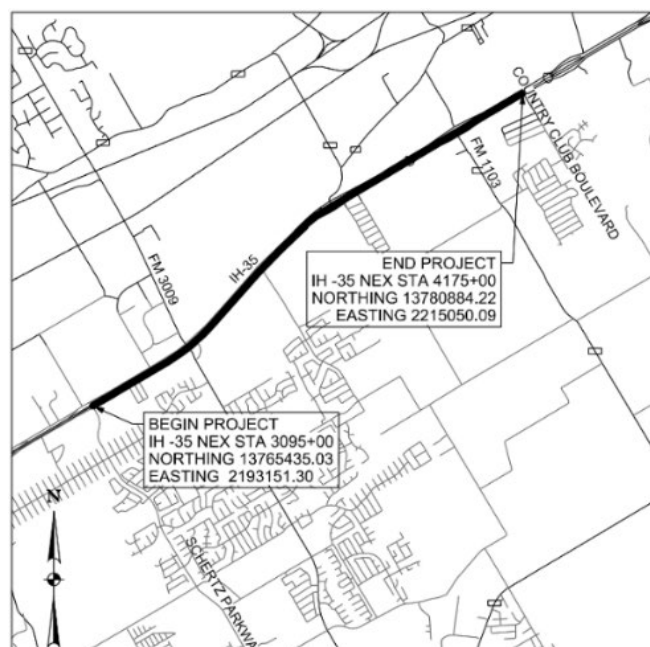 COUNTRY CLUB BOULEVARD
FM 1103
IH-35
FM 3009
END PROJECT
IH -35 NEX STA 4175+00
NORTHING 13780884.22
EASTING 2215050.09
BEGIN PROJECT
IH -35 NEX STA 3095+00
NORTHING 13765435.03
EASTING 2193151.30
N
SCHERTZ PARKWA